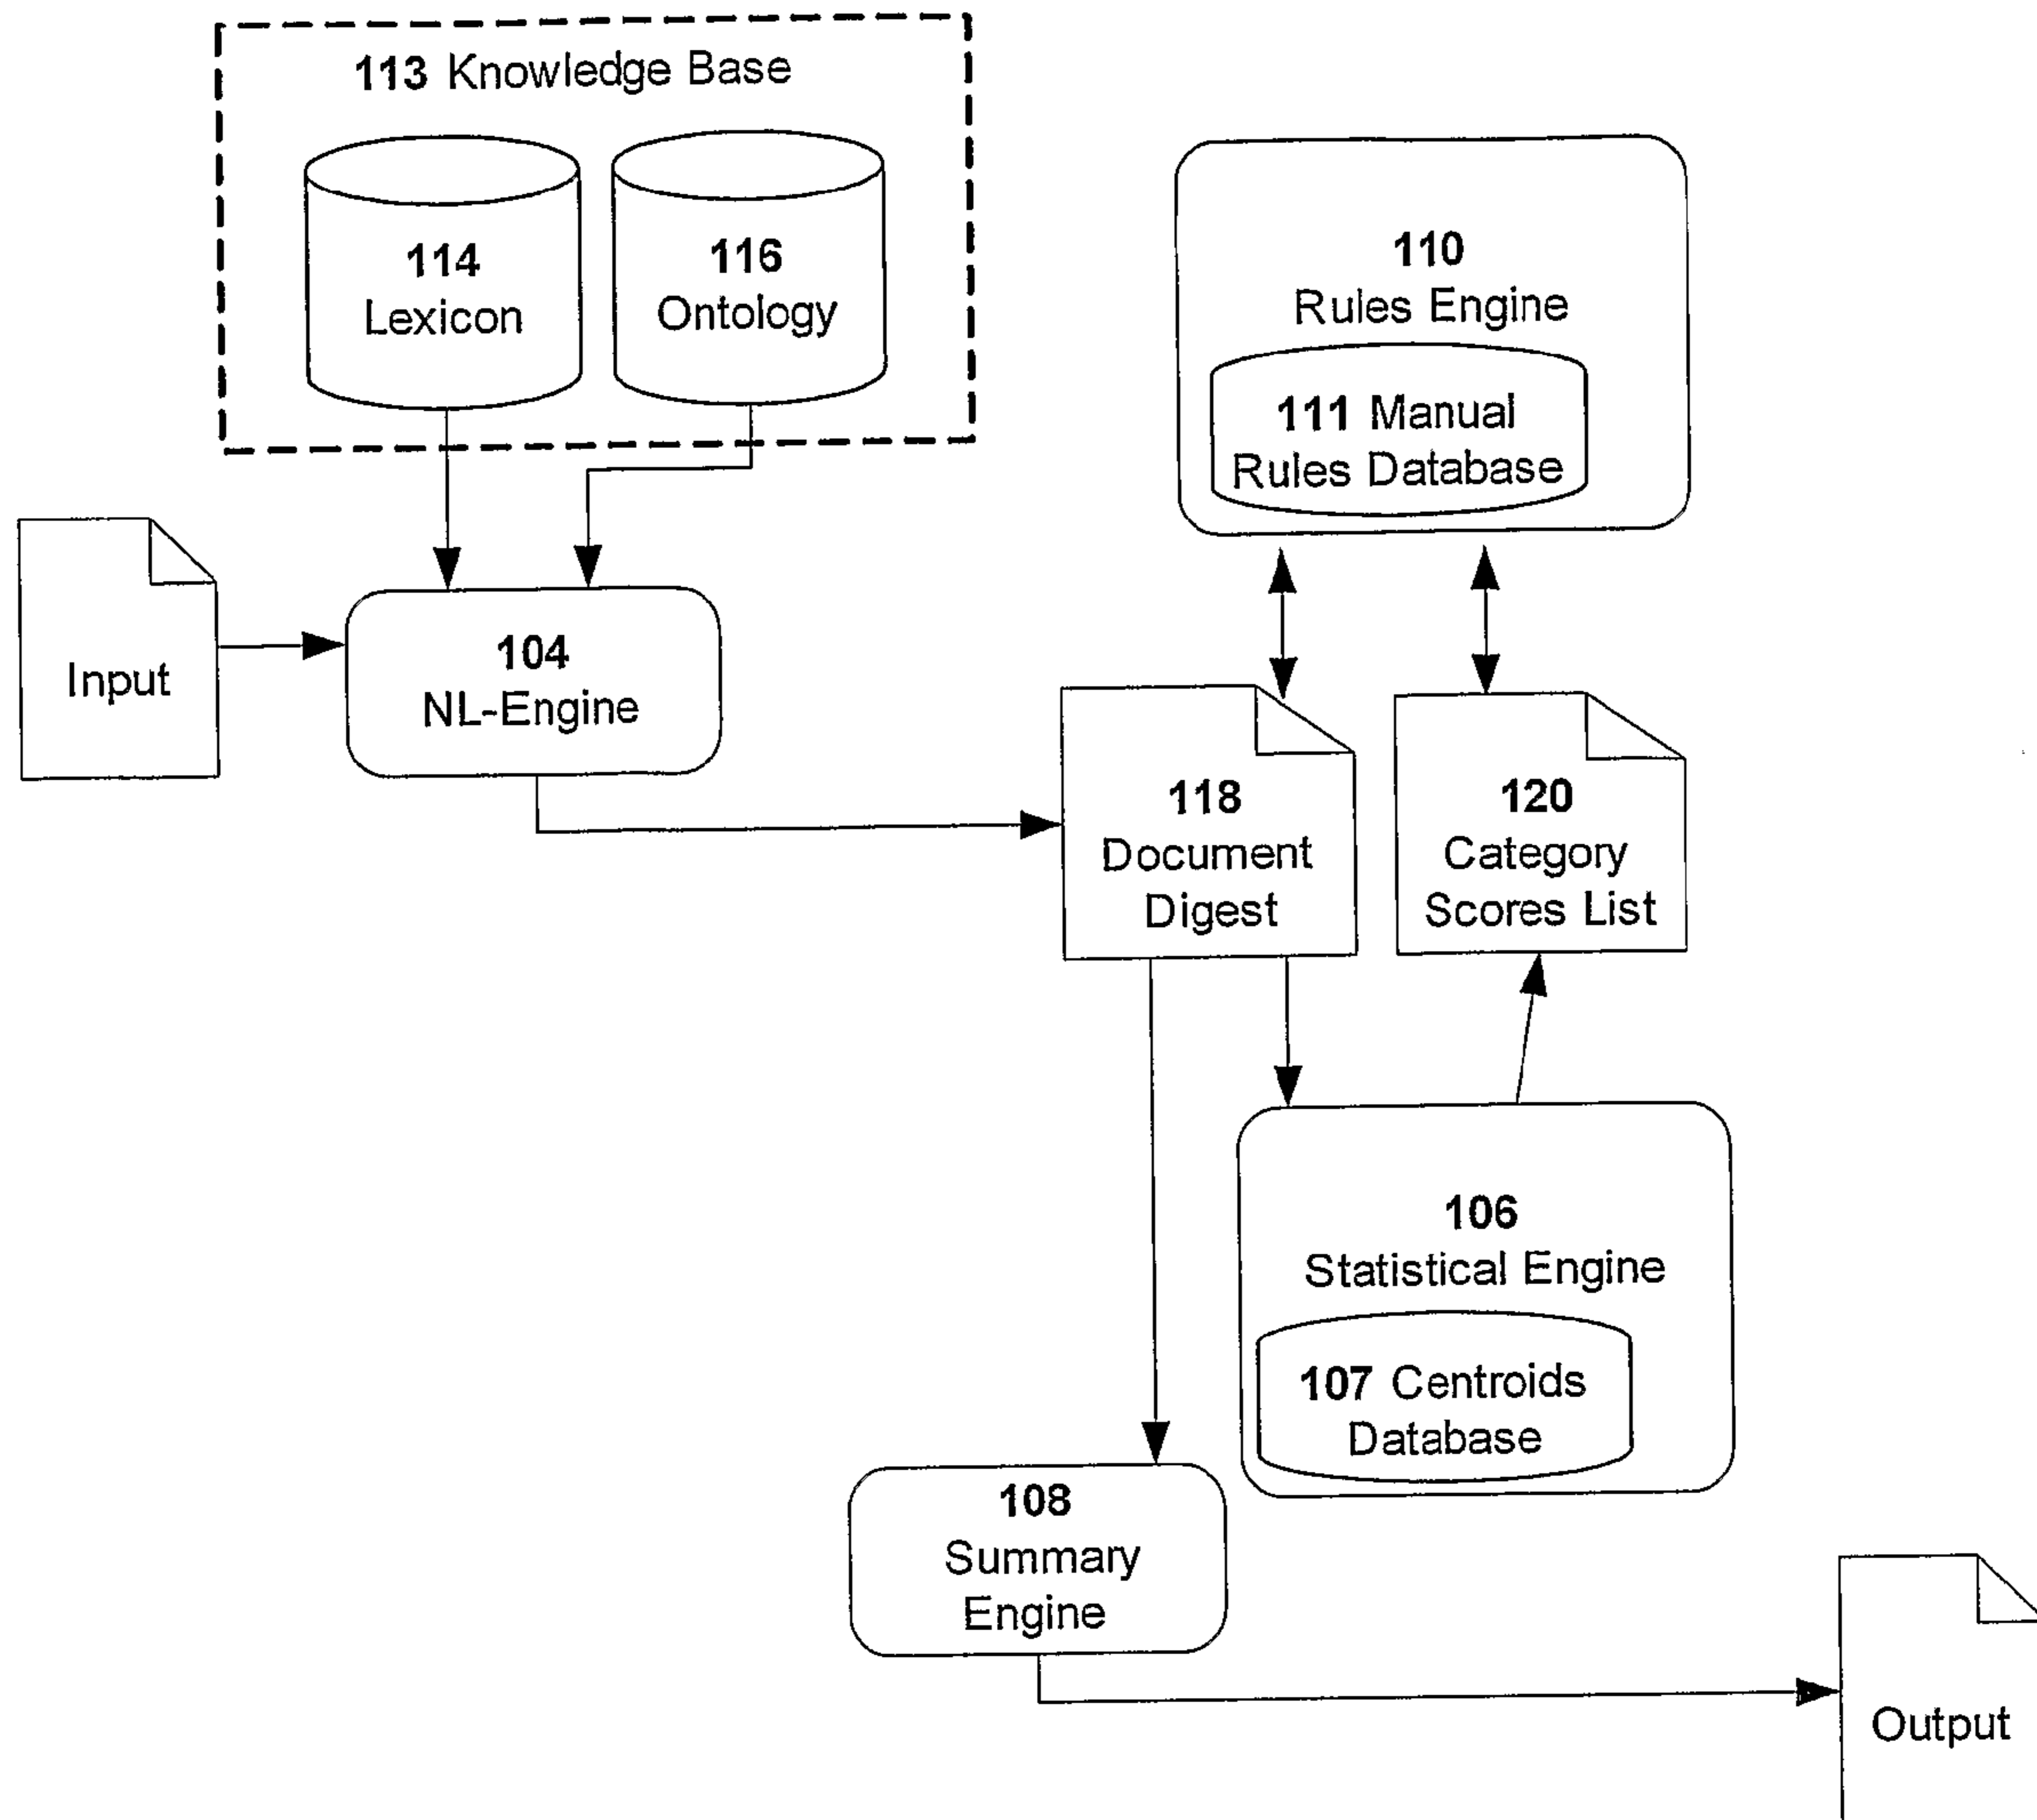 113 Knowledge Base
114
Lexicon
116
Ontology
110
Rules Engine
111 Manual
Rules Database
Input
104
NL-Engine
118
Document
Digest
120
Category
Scores List
106
Statistical Engine
107 Centroids
Database
108
Summary
Engine
Output